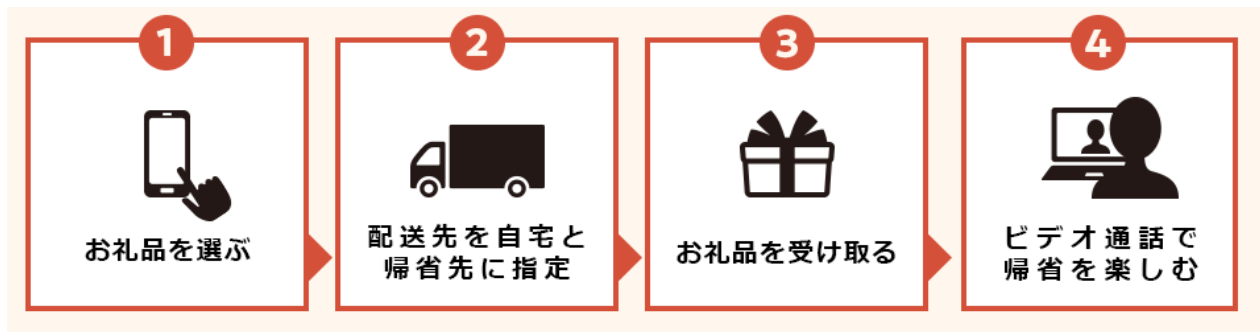 1
お礼品を選ぶ
2
配送先を自宅と
帰省先に指定
3
お礼品を受け取る
4
ビデオ通話で
帰省を楽しむ